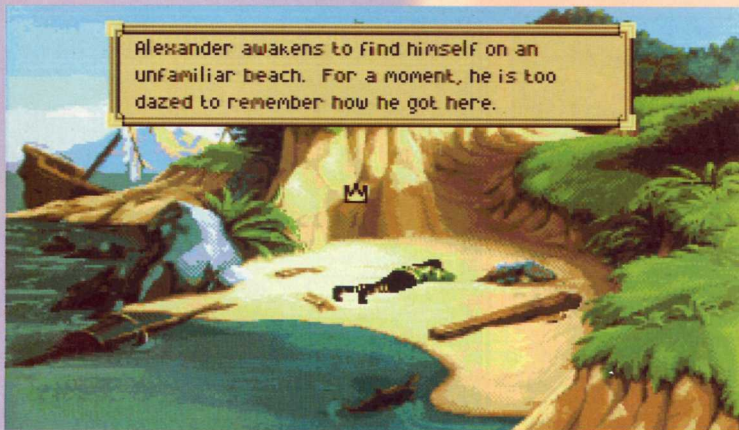 Alexander awakens to find himself on an
unfamiliar beach. For a moment, he is too
dazed to remember how he got here.